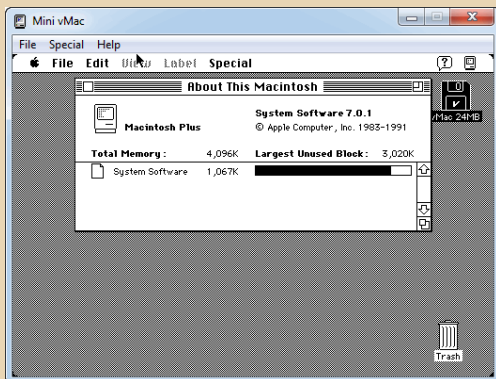 Mini vMac
File Special Help
File Edit View Label Special
About This Macintosh
System Software 7.0.1
Macintosh Plus
© Apple Computer, Inc. 1983-1991
vMac 24MB
Total Memory : 4,096K Largest Unused Block : 3,020K
System Software 1,067K
Trash